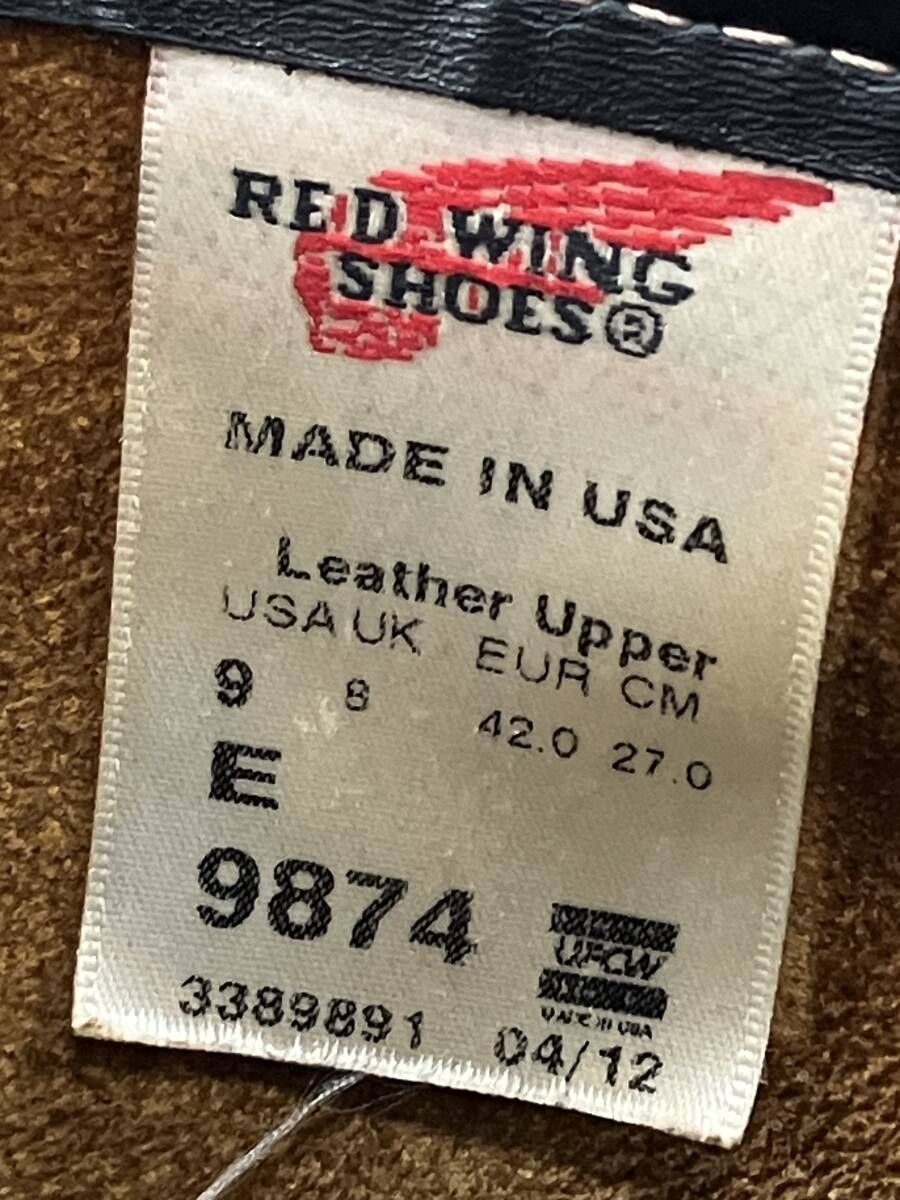 RED WING
SHOES®
MADE IN USA
Leather Upper
USA UK EUR CM
9 8 42.0 27.0
E
9874
UFCW
MADE IN USA
3389891 04/12